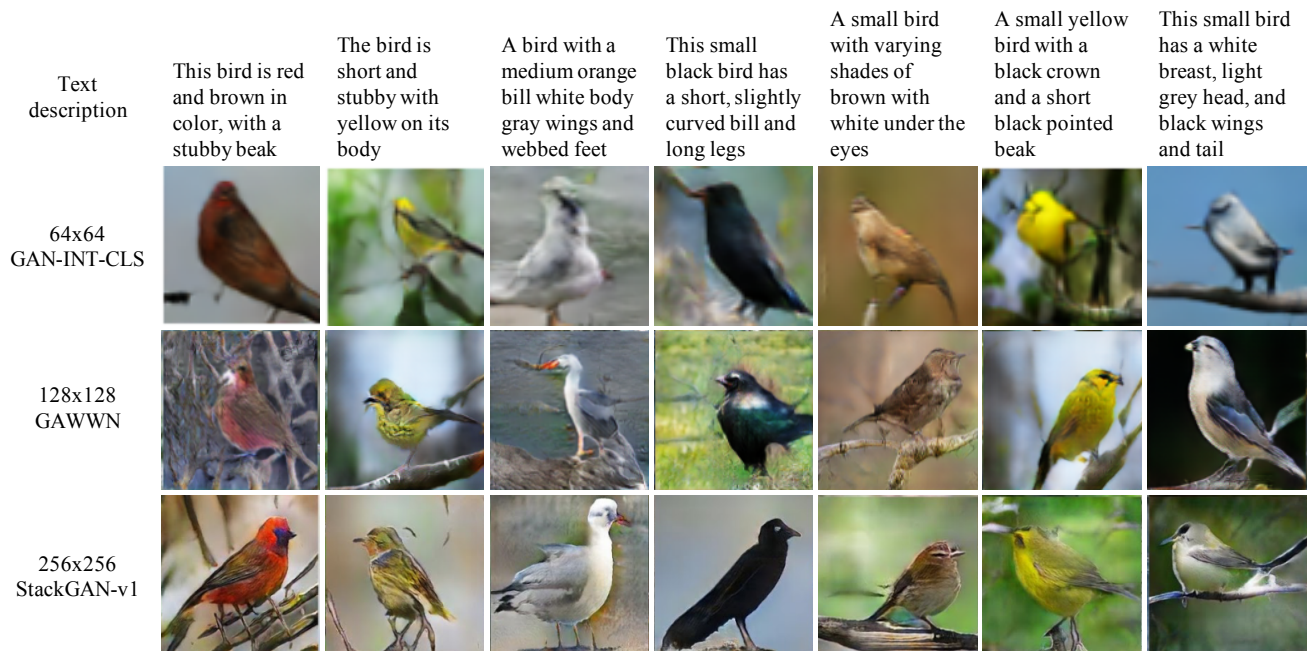 Text
description
This bird is red
and brown in
color, with a
stubby beak
The bird is
short and
stubby with
yellow on its
body
A bird with a
medium orange
bill white body
gray wings and
webbed feet
This small
black bird has
a short, slightly
curved bill and
long legs
A small bird
with varying
shades of
brown with
white under the
eyes
A small yellow
bird with a
black crown
and a short
black pointed
beak
This small bird
has a white
breast, light
grey head, and
black wings
and tail
64x64
GAN-INT-CLS
128x128
GAWWN
256x256
StackGAN-v1